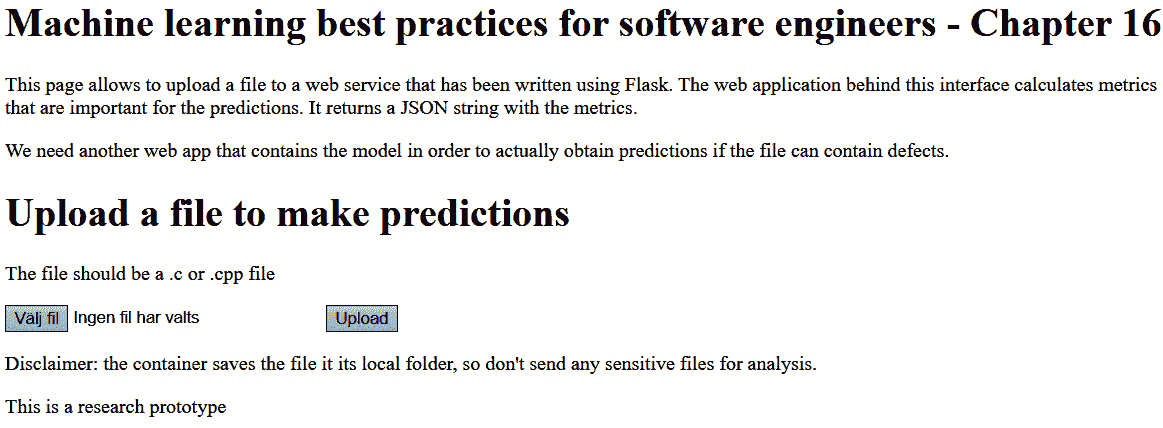 Machine learning best practices for software engineers - Chapter 16
This page allows to upload a file to a web service that has been written using Flask. The web application behind this interface calculates metrics
that are important for the predictions. It returns a JSON string with the metrics.
We need another web app that contains the model in order to actually obtain predictions if the file can contain defects.
Upload a file to make predictions
The file should be a .c or .cpp file
Välj fil Ingen fil har valts Upload
Disclaimer: the container saves the file it its local folder, so don't send any sensitive files for analysis.
This is a research prototype